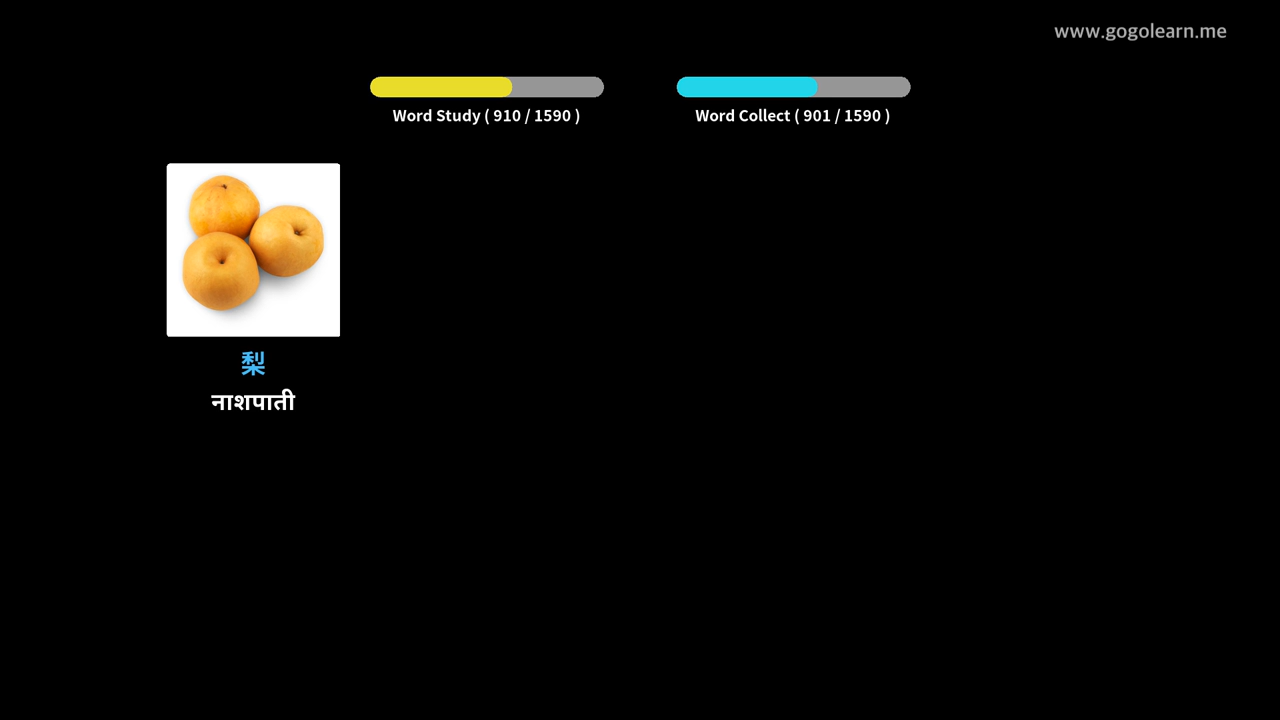 www.gogolearn.me
Word Study ( 910 / 1590 )
Word Collect ( 901 / 1590 )
梨
नाशपाती